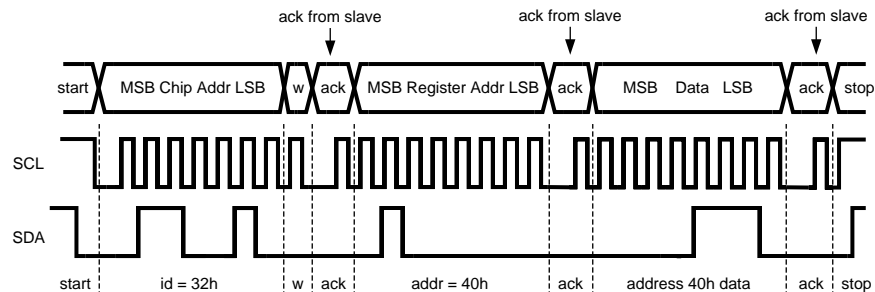 ack from slave ack from slave ack from slave
start MSB Chip Addr LSB w ack MSB Register Addr LSB ack MSB Data LSB ack stop
SCL
SDA
start id = 32h w ack addr = 40h ack address 40h data ack stop